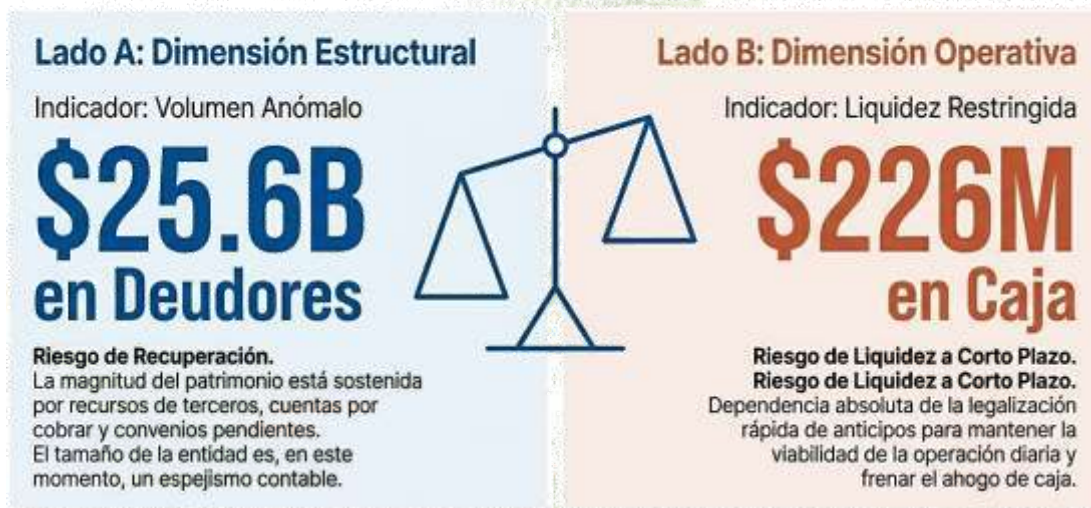 Lado A: Dimensión Estructural
Indicador: Volumen Anómalo
$25.6B
en Deudores
Riesgo de Recuperación.
La magnitud del patrimonio está sostenida
por recursos de terceros, cuentas por
cobrar y convenios pendientes.
El tamaño de la entidad es, en este
momento, un espejismo contable.
Lado B: Dimensión Operativa
Indicador: Liquidez Restringida
$226M
en Caja
Riesgo de Liquidez a Corto Plazo.
Riesgo de Liquidez a Corto Plazo.
Dependencia absoluta de la legalización
rápida de anticipos para mantener la
viabilidad de la operación diaria y
frenar el ahogo de caja.